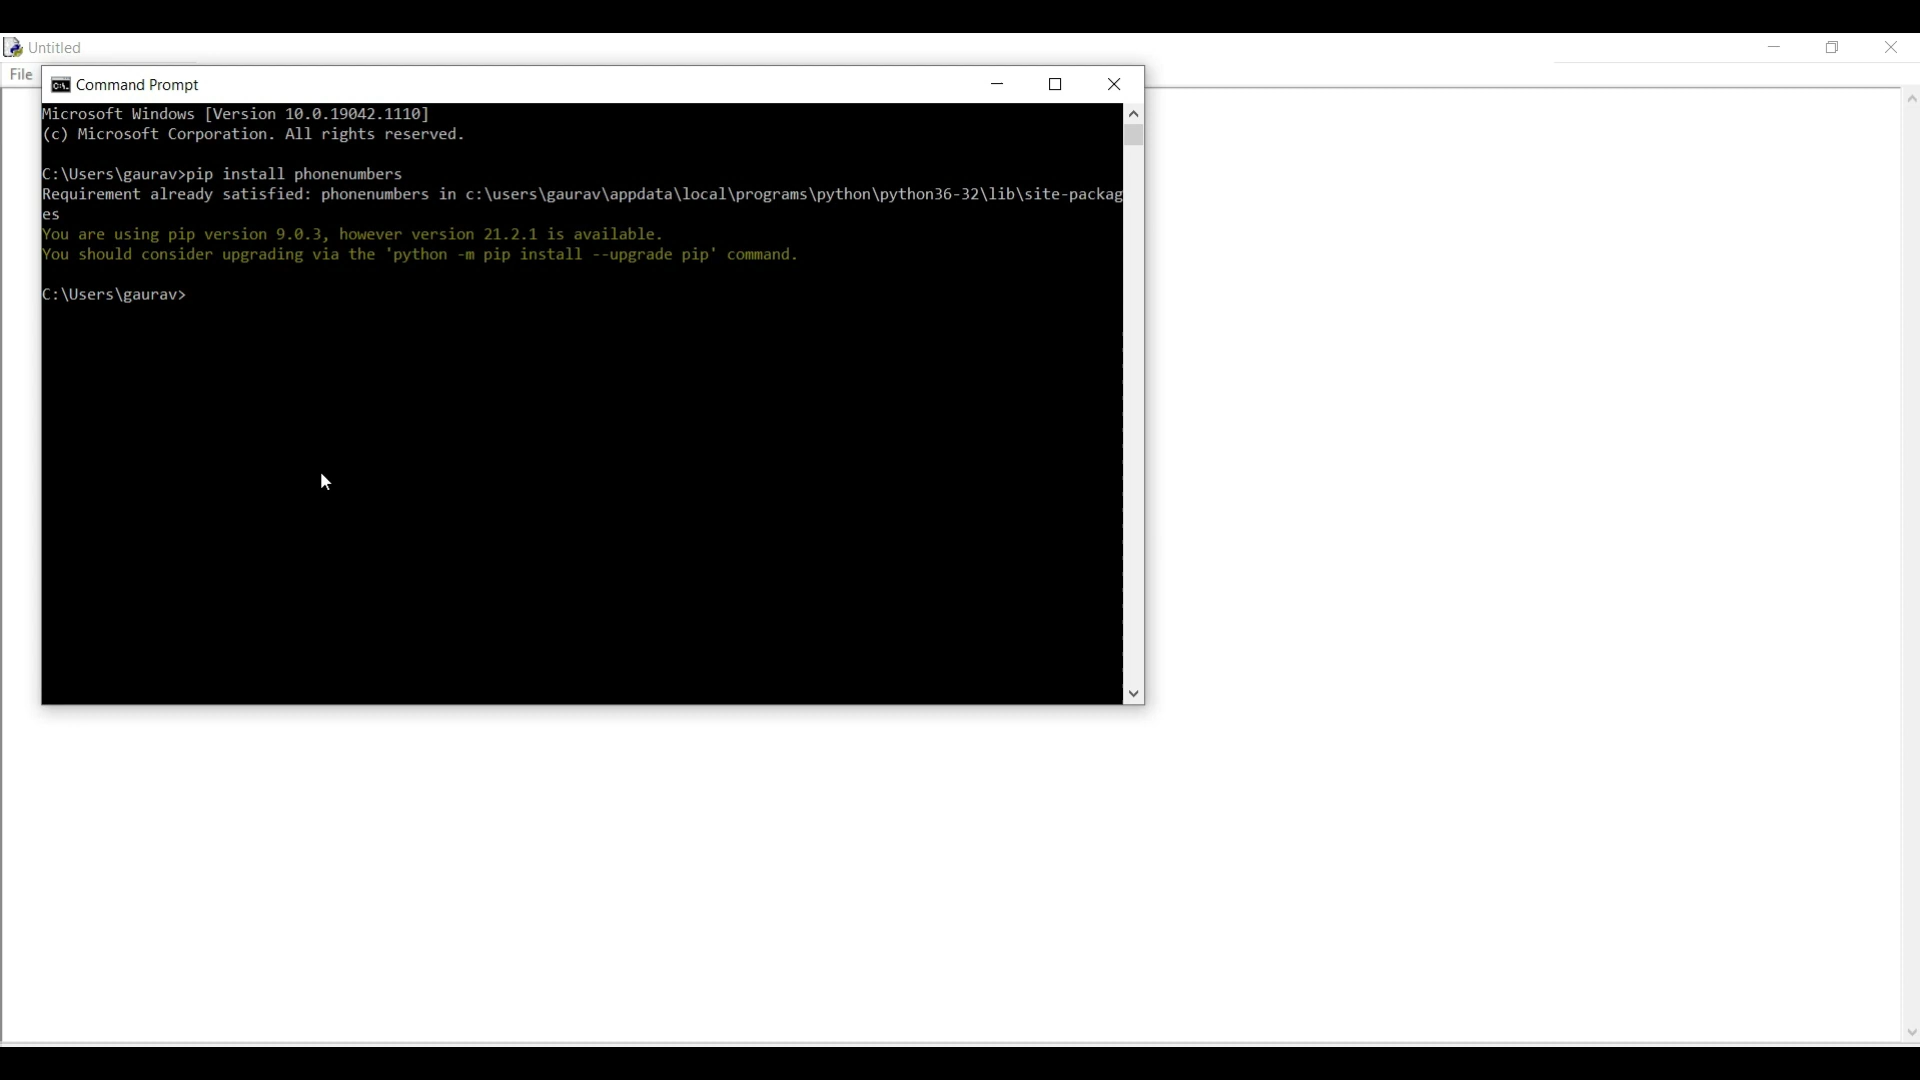 Untitled
File
Command Prompt
Microsoft Windows [Version 10.0.19042.1110]
(c) Microsoft Corporation. All rights reserved.
C:\Users\gaurav>pip install phonenumbers
Requirement already satisfied: phonenumbers in c:\users\gaurav\appdata\local\programs\python\python36-32\lib\site-packag
es
You are using pip version 9.0.3, however version 21.2.1 is available.
You should consider upgrading via the 'python -m pip install --upgrade pip' command.
C:\Users\gaurav>